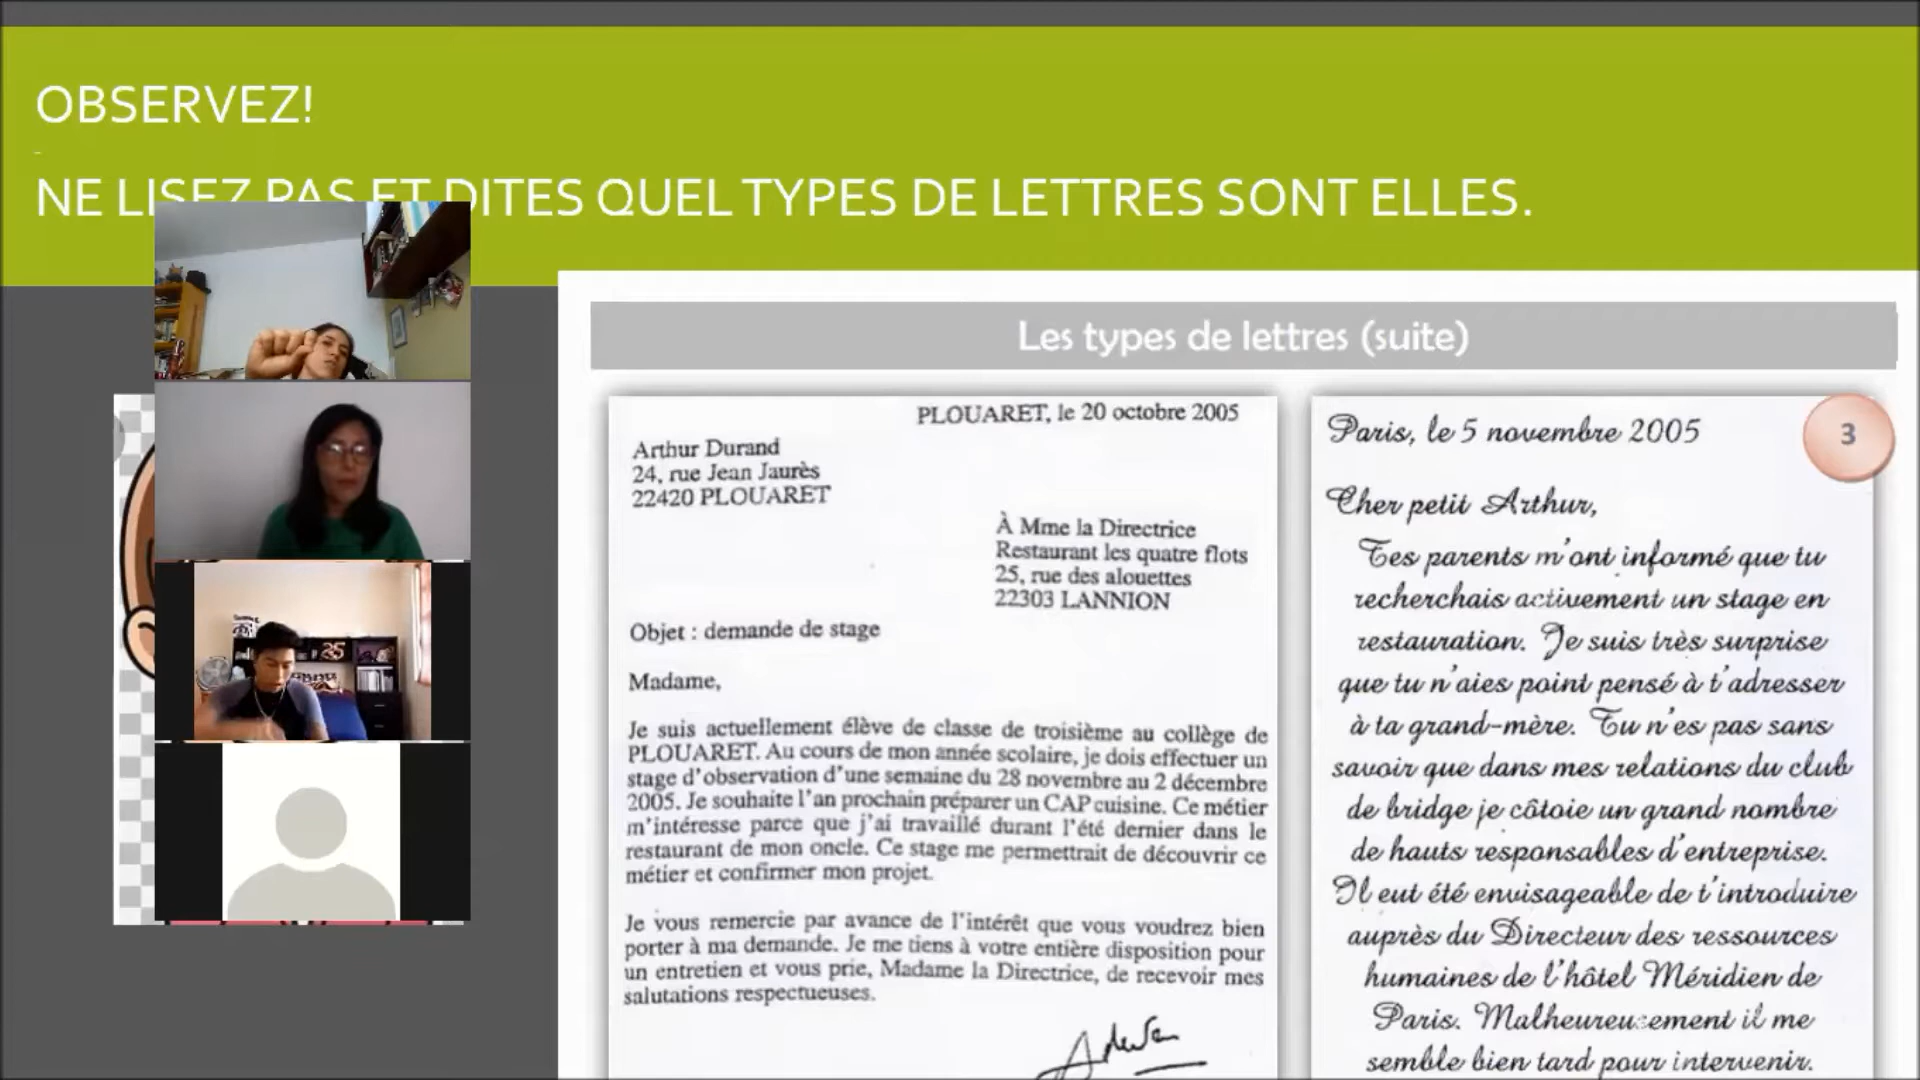 OBSERVEZ!
-
NE LISEZ PAS ET DITES QUEL TYPES DE LETTRES SONT ELLES.
Les types de lettres (suite)
PLOUARET, le 20 octobre 2005
Arthur Durand
24, rue Jean Jaurès
22420 PLOUARET
À Mme la Directrice
Restaurant les quatre flots
25, rue des alouettes
22303 LANNION
Objet : demande de stage
Madame,
Je suis actuellement élève de classe de troisième au collège de
PLOUARET. Au cours de mon année scolaire, je dois effectuer un
stage d'observation d'une semaine du 28 novembre au 2 décembre
2005. Je souhaite l'an prochain préparer un CAP cuisine. Ce métier
m'intéresse parce que j'ai travaillé durant l'été dernier dans le
restaurant de mon oncle. Ce stage me permettrait de découvrir ce
métier et confirmer mon projet.
Je vous remercie par avance de l'intérêt que vous voudrez bien
porter à ma demande. Je me tiens à votre entière disposition pour
un entretien et vous prie, Madame la Directrice, de recevoir mes
salutations respectueuses.
3
Paris, le 5 novembre 2005
Cher petit Arthur,
Tes parents m'ont informé que tu
recherchais activement un stage en
restauration. Je suis très surprise
que tu n'aies point pensé à t'adresser
à ta grand-mère. Tu n'es pas sans
savoir que dans mes relations du club
de bridge je côtoie un grand nombre
de hauts responsables d'entreprise.
Il eut été envisageable de t'introduire
auprès du Directeur des ressources
humaines de l'hôtel Méridien de
Paris. Malheureusement il me
semble bien tard pour intervenir.
25